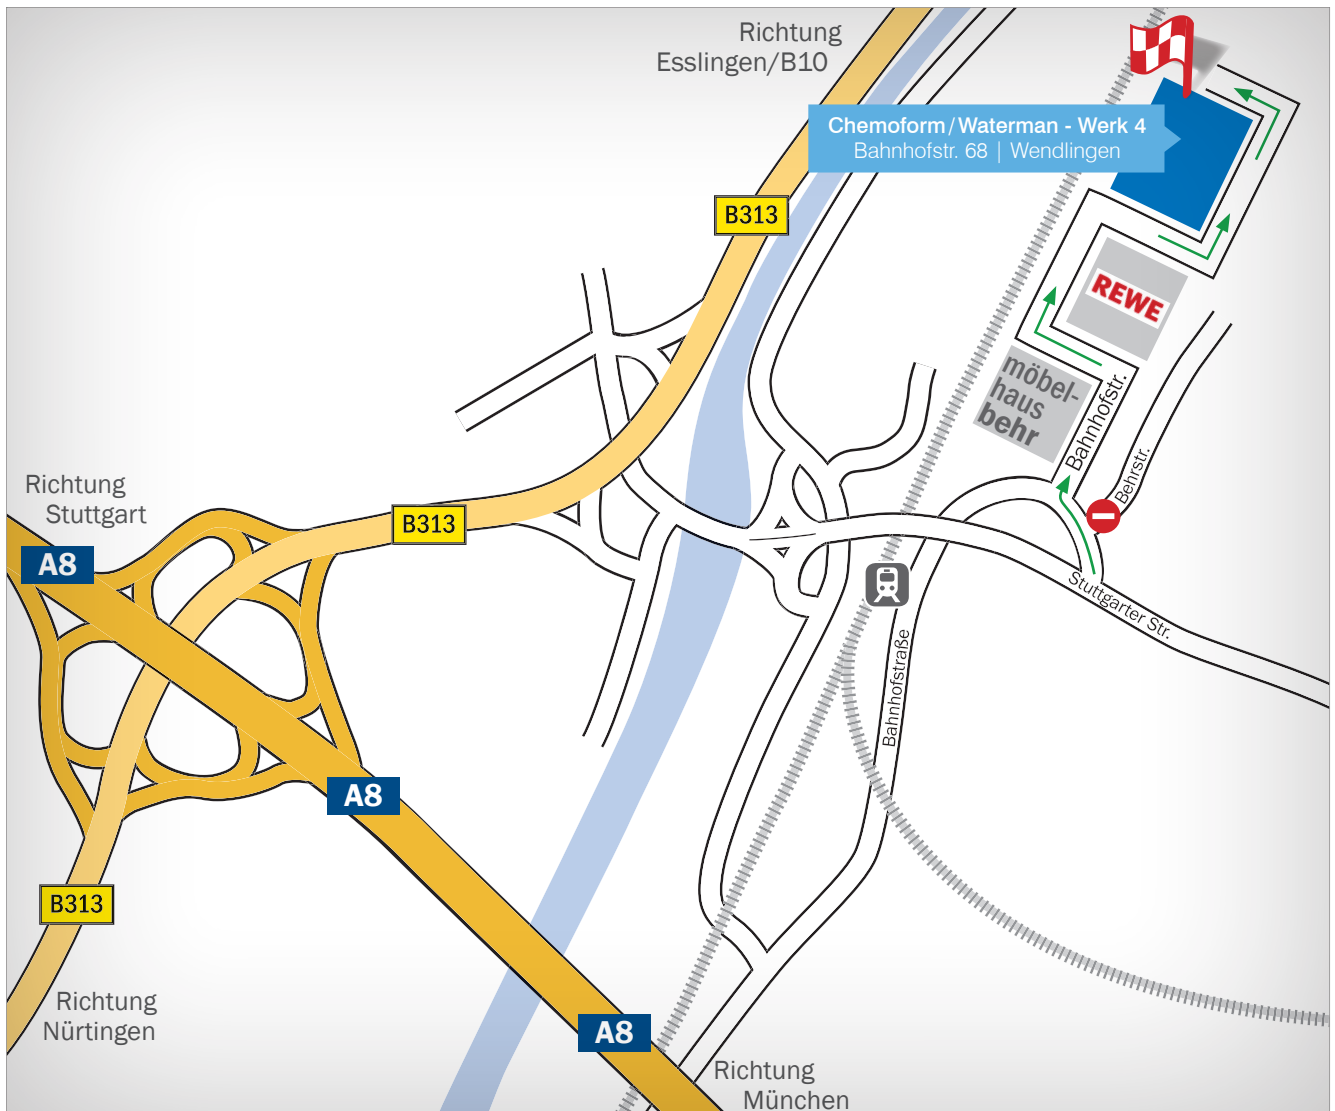 Richtung
Esslingen/B10
Chemoform/Waterman - Werk 4
Bahnhofstr. 68 | Wendlingen
B313
REWE
möbel-
haus
behr
Bahnhofstr.
Behrstr.
Richtung
Stuttgart
B313
A8
Stuttgarter Str.
Bahnhofstraße
A8
B313
Richtung
Nürtingen
A8
Richtung
München